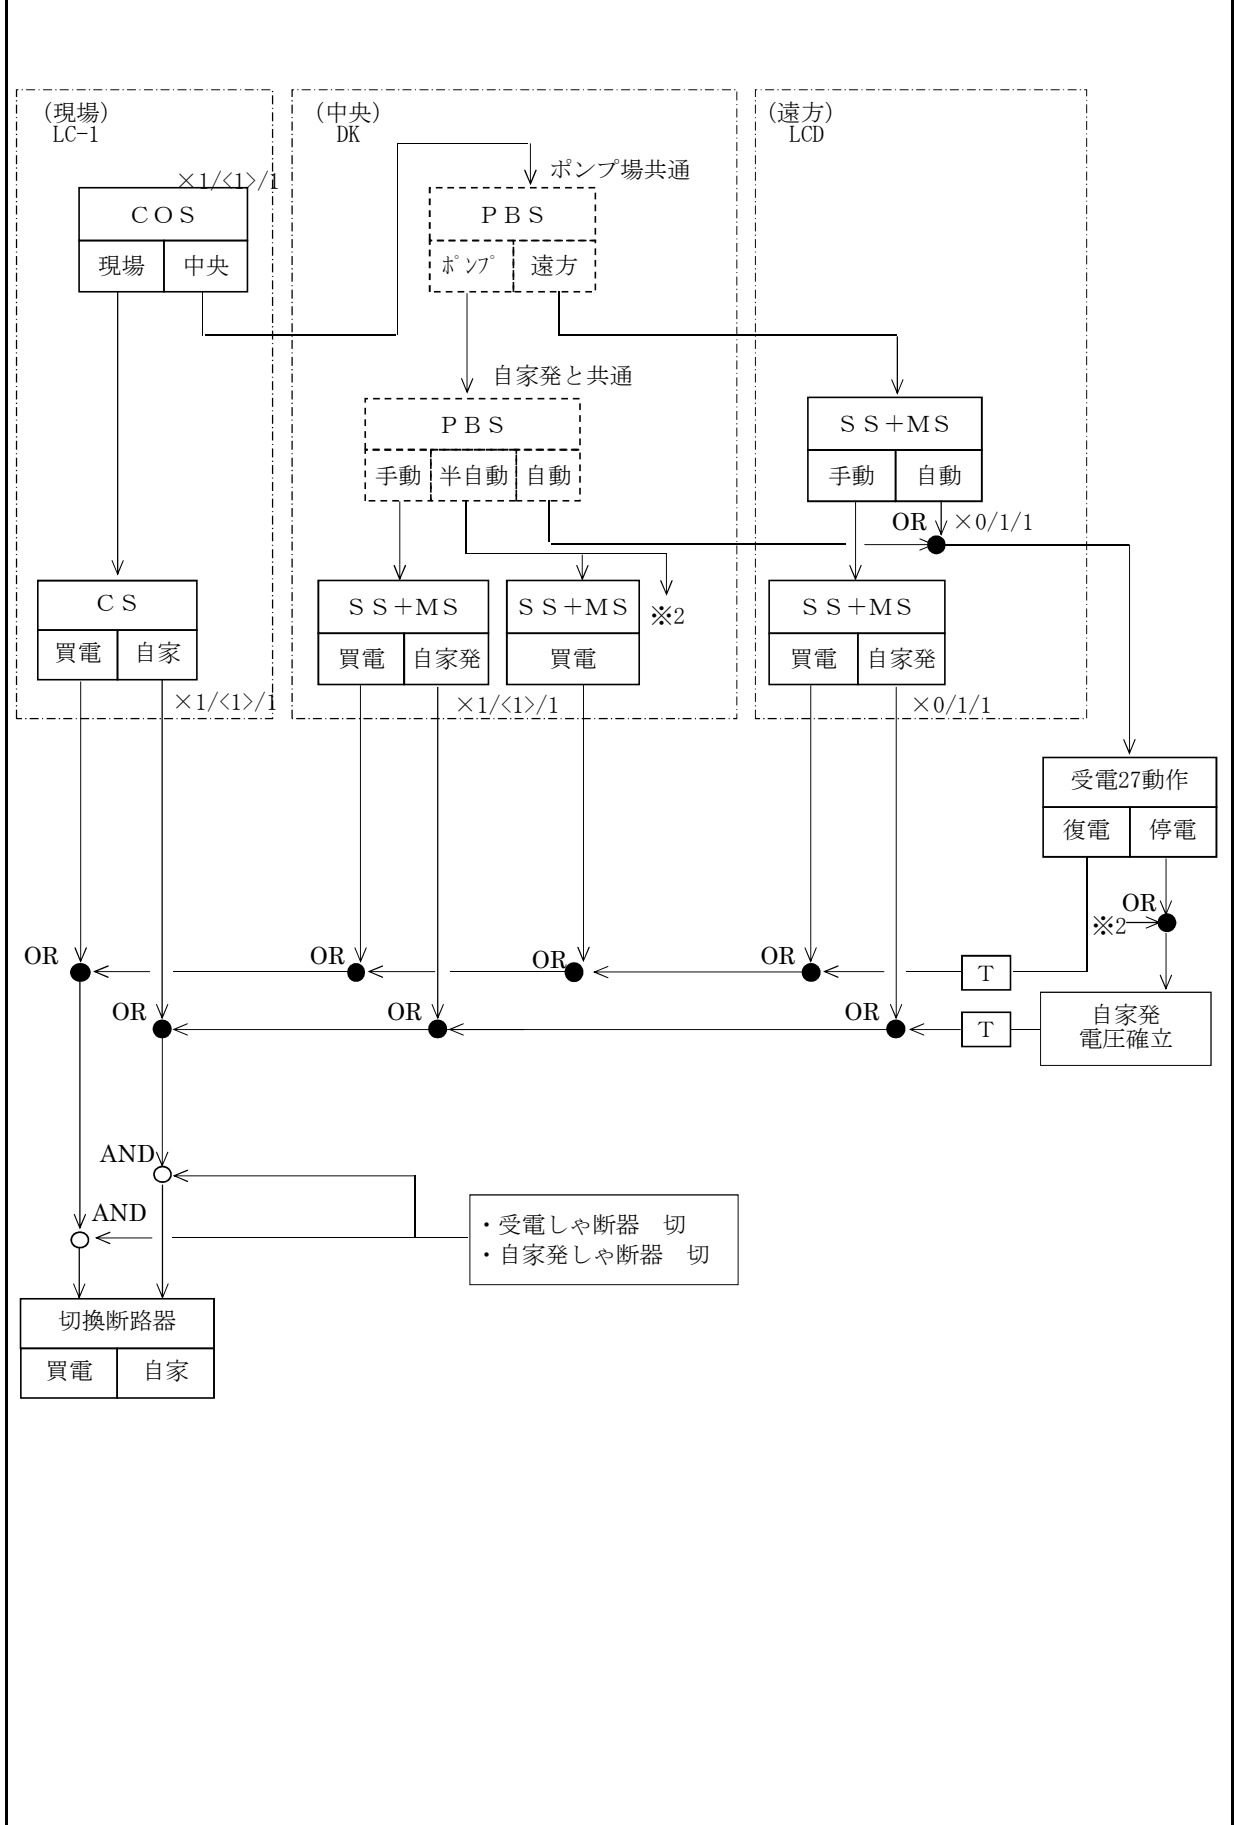 (現場)
LC-1
(中央)
DK
(遠方)
LCD
×1/<1>/1
ポンプ場共通
COS
現場 中央
PBS
ﾎﾟﾝﾌﾟ 遠方
自家発と共通
PBS
手動 半自動 自動
SS+MS
手動 自動
OR
×0/1/1
CS
買電 自家
×1/<1>/1
SS+MS
買電 自家発
×1/<1>/1
SS+MS
買電
※2
SS+MS
買電 自家発
×0/1/1
受電27動作
復電 停電
OR
※2
OR
OR
OR
OR
T
OR
OR
OR
T
自家発
電圧確立
AND
AND
・受電しゃ断器 切
・自家発しゃ断器 切
切換断路器
買電 自家